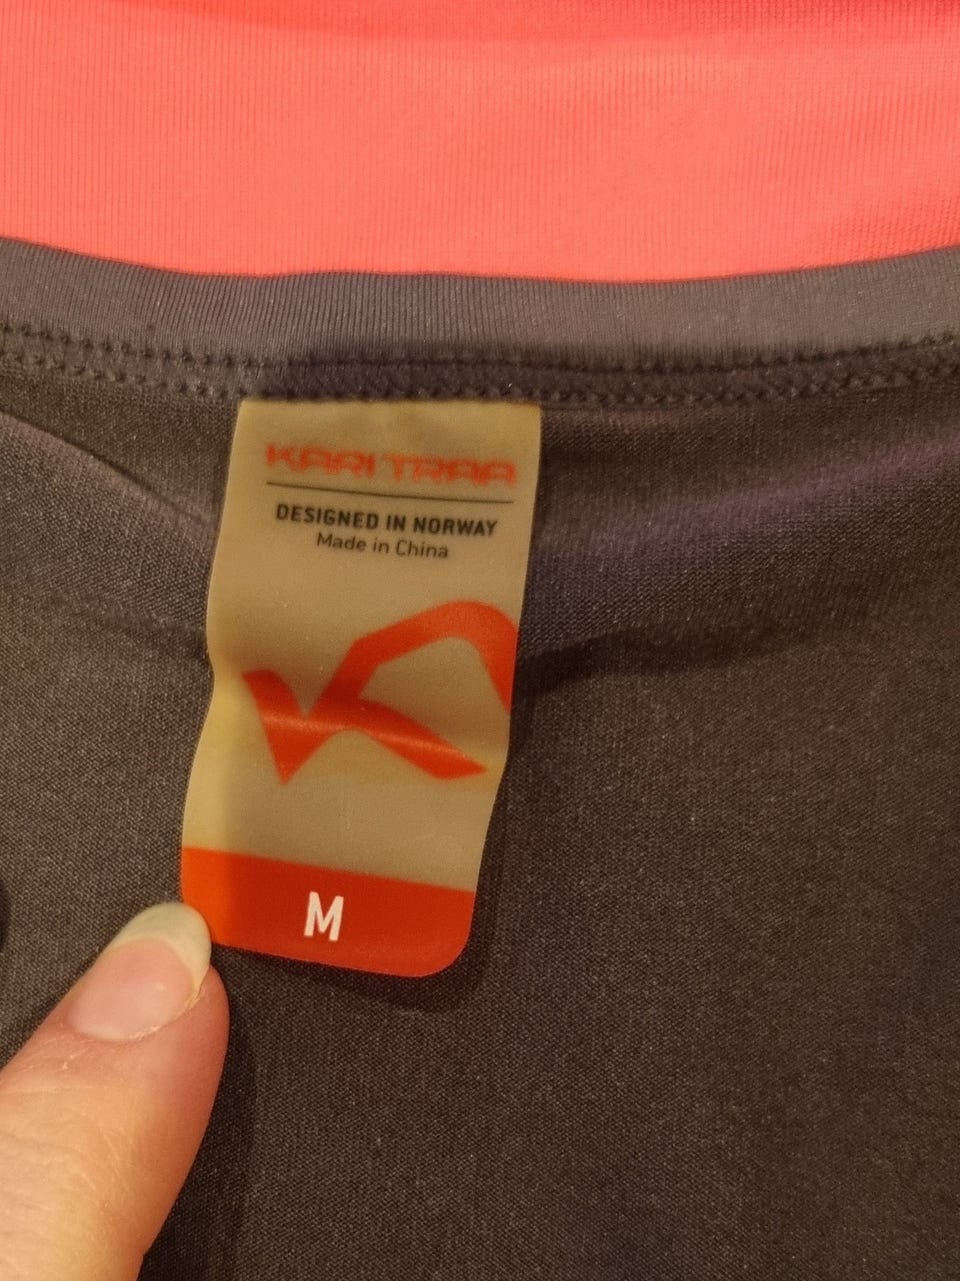 KARI TRAA
DESIGNED IN NORWAY
Made in China
M